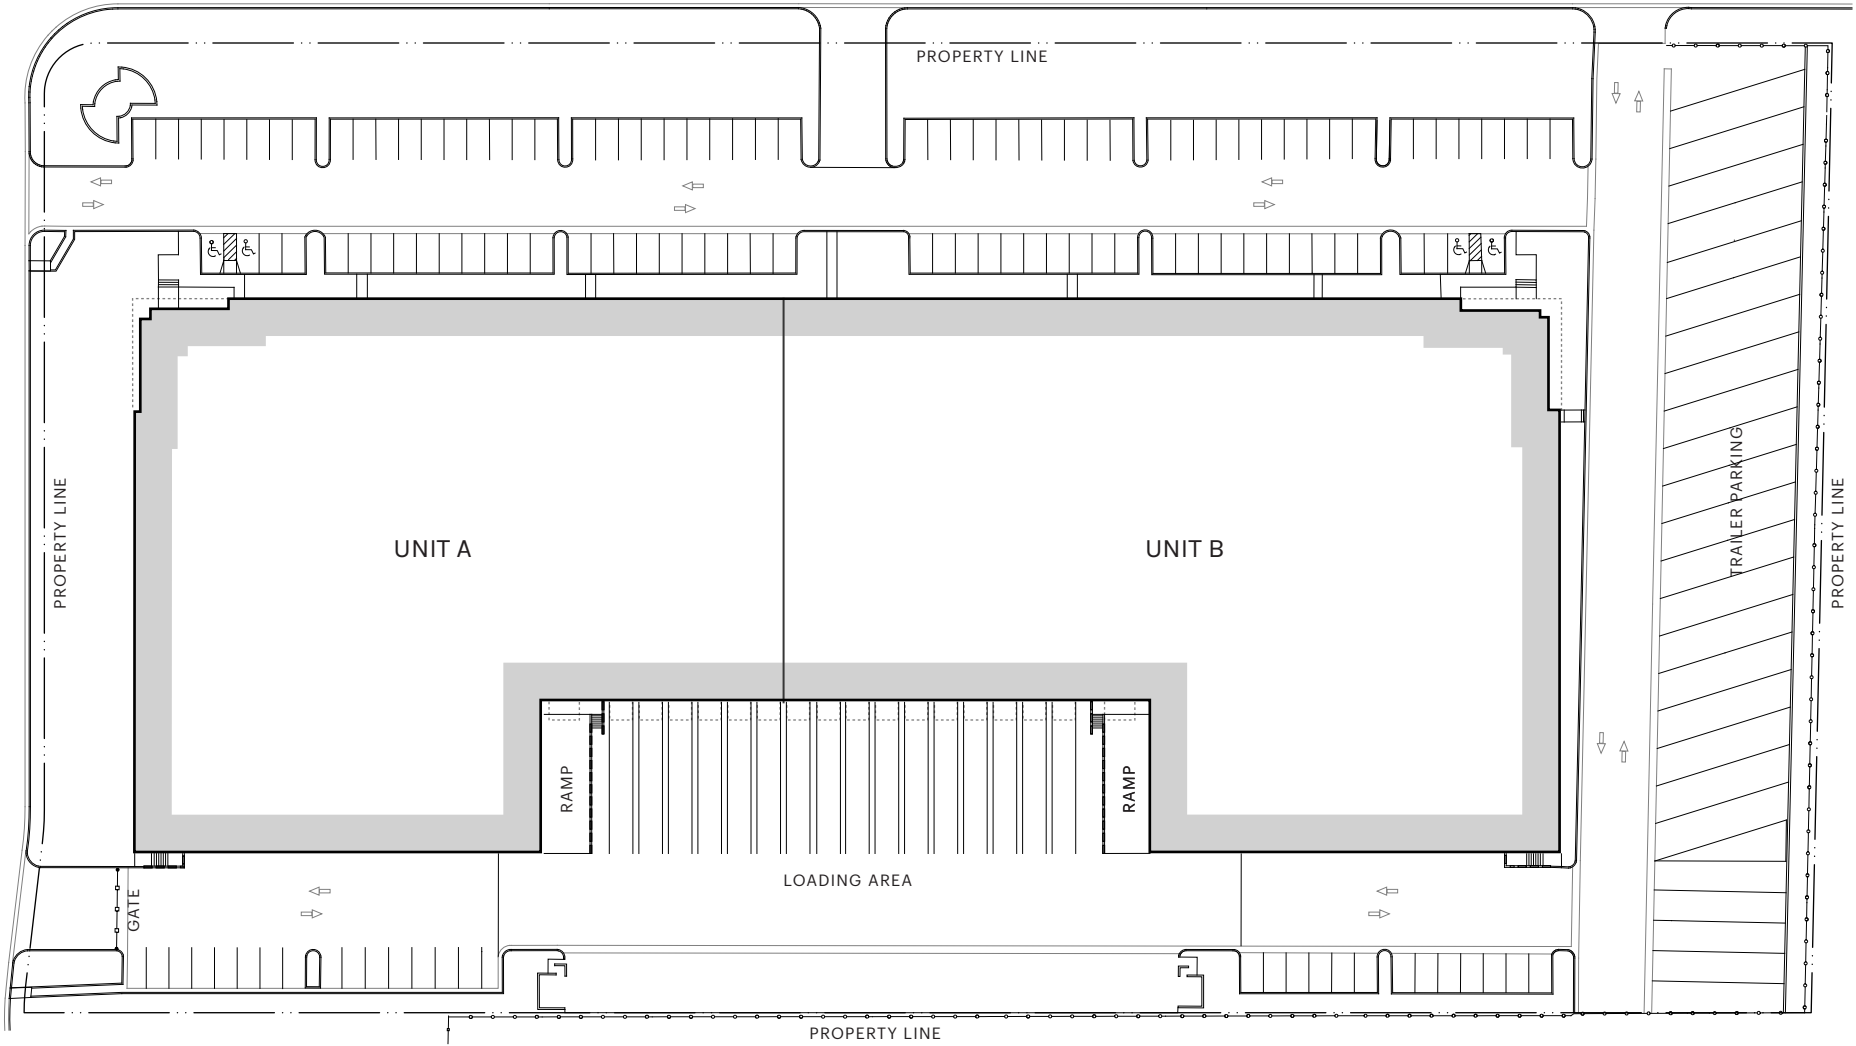 PROPERTY LINE
PROPERTY LINE
UNIT A
UNIT B
TRAILER PARKING
PROPERTY LINE
RAMP
RAMP
LOADING AREA
GATE
PROPERTY LINE